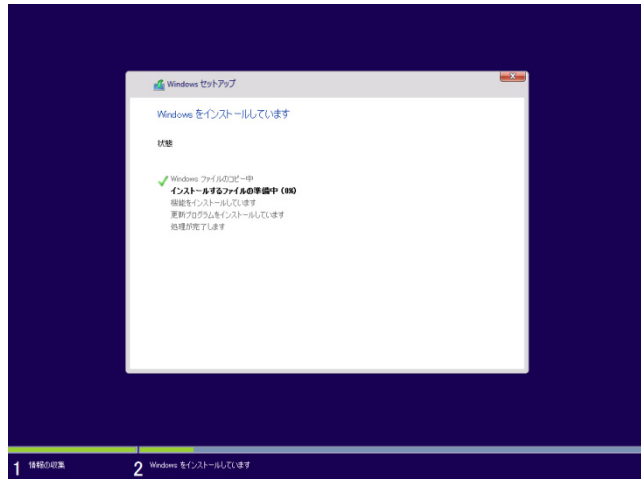 Windows セットアップ
Windows をインストールしています
状態
Windows ファイルのコピー中
インストールするファイルの準備中 (0%)
機能をインストールしています
更新プログラムをインストールしています
処理が完了します
1 情報の収集
2 Windows をインストールしています